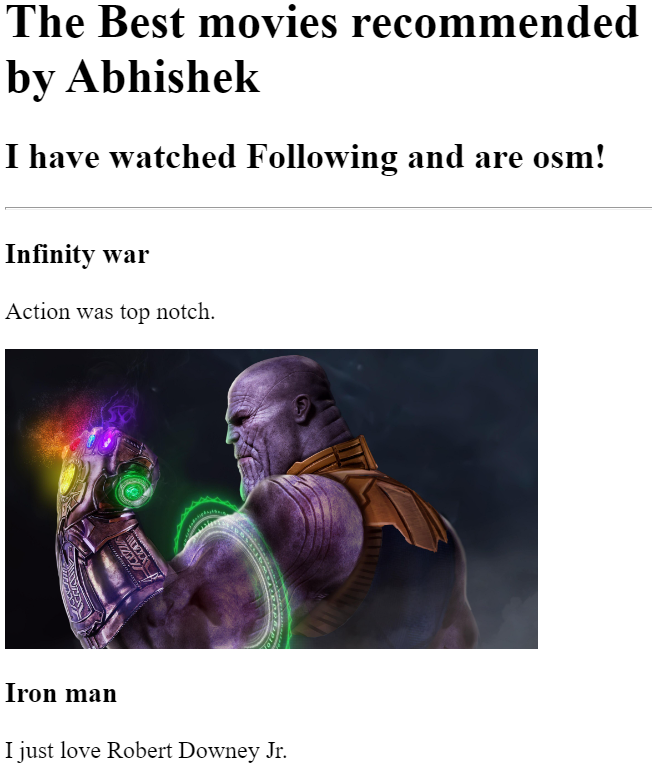 The Best movies recommended
by Abhishek
I have watched Following and are osm!
Infinity war
Action was top notch.
Iron man
I just love Robert Downey Jr.